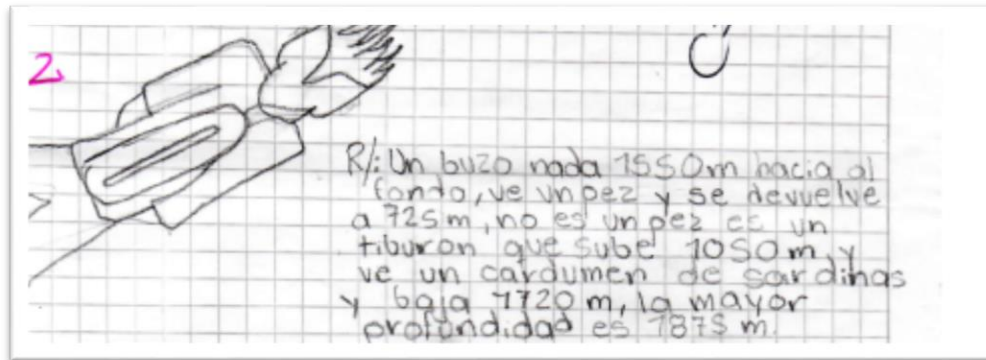 2.
R/: Un buzo nada 1550m hacia al
fondo, ve un pez y se devuelve
a 725m, no es un pez es un
tiburon que sube 1050m, y
ve un cardumen de sardinas
y baja 1720 m, la mayor
profundidad es 1875 m.